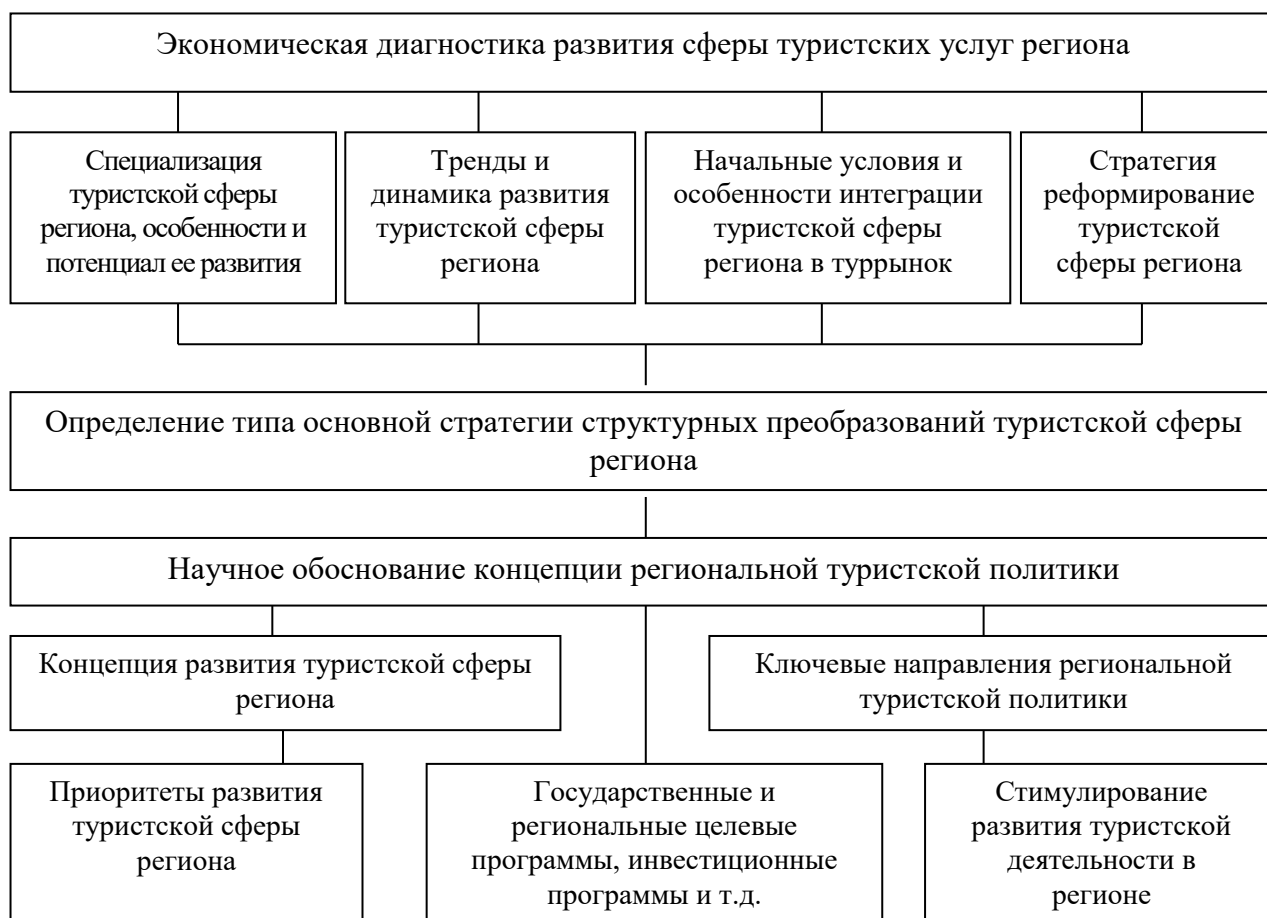 Экономическая диагностика развития сферы туристских услуг региона
Специализация
туристской сферы
региона, особенности и
потенциал ее развития
Тренды и
динамика развития
туристской сферы
региона
Начальные условия и
особенности интеграции
туристской сферы
региона в туррынок
Стратегия
реформирование
туристской
сферы региона
Определение типа основной стратегии структурных преобразований туристской сферы
региона
Научное обоснование концепции региональной туристской политики
Концепция развития туристской сферы
региона
Ключевые направления региональной
туристской политики
Приоритеты развития
туристской сферы
региона
Государственные и
региональные целевые
программы, инвестиционные
программы и т.д.
Стимулирование
развития туристской
деятельности в
регионе